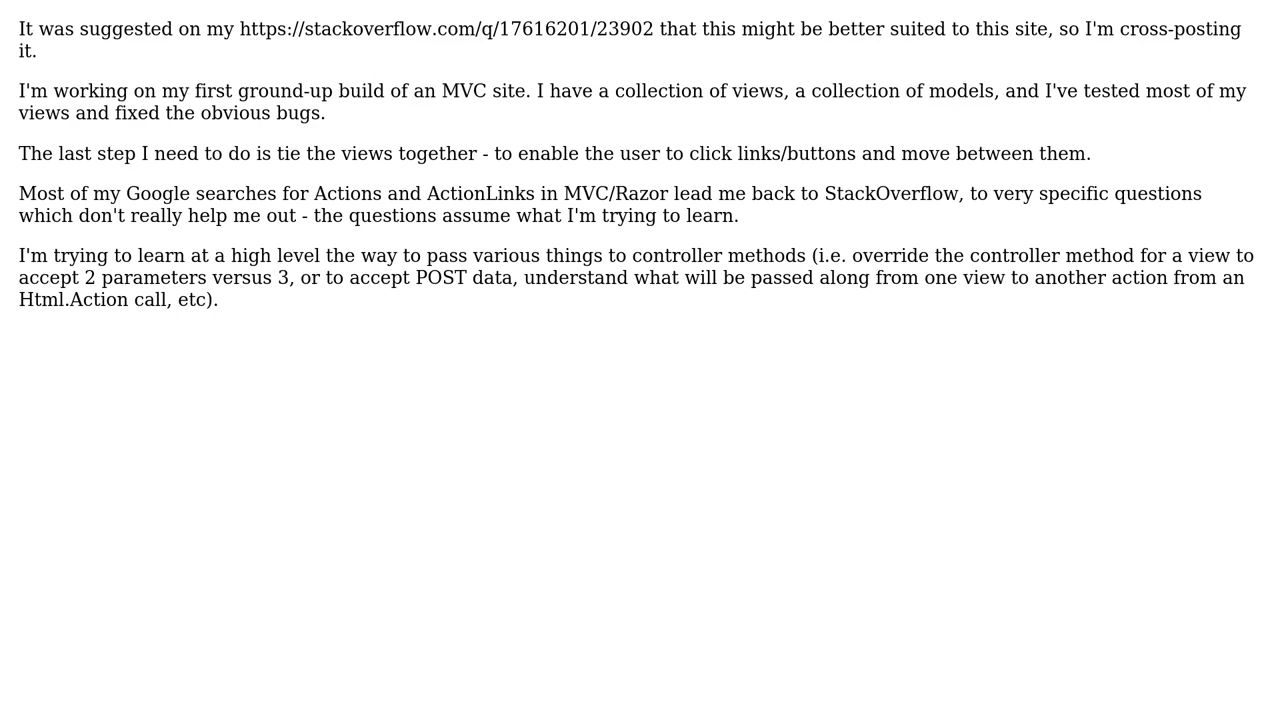 It was suggested on my https://stackoverflow.com/q/17616201/23902 that this might be better suited to this site, so I'm cross-posting
it.
I'm working on my first ground-up build of an MVC site. I have a collection of views, a collection of models, and I've tested most of my
views and fixed the obvious bugs.
The last step I need to do is tie the views together - to enable the user to click links/buttons and move between them.
Most of my Google searches for Actions and ActionLinks in MVC/Razor lead me back to StackOverflow, to very specific questions
which don't really help me out - the questions assume what I'm trying to learn.
I'm trying to learn at a high level the way to pass various things to controller methods (i.e. override the controller method for a view to
accept 2 parameters versus 3, or to accept POST data, understand what will be passed along from one view to another action from an
Html.Action call, etc).